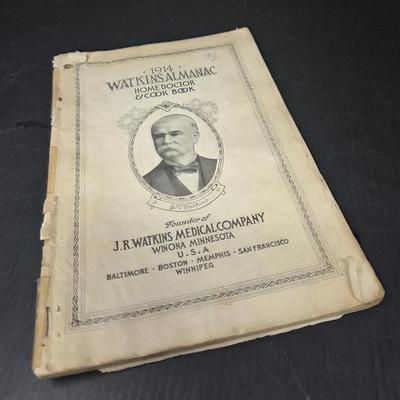 · 1914 ·
WATKINS ALMANAC
HOME DOCTOR
& COOK BOOK
J.R. Watkins
Founder of
J.R. WATKINS MEDICAL COMPANY
WINONA MINNESOTA
U.S.A
BALTIMORE · BOSTON · MEMPHIS · SAN FRANCISCO
WINNIPEG